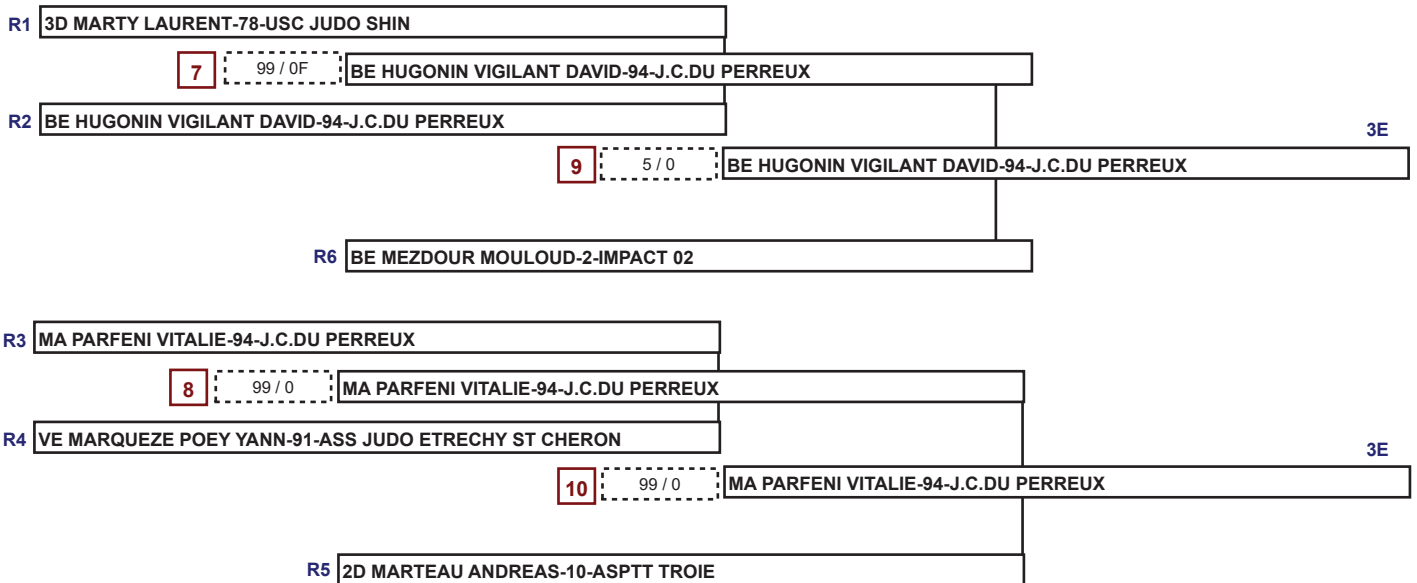 R1 3D MARTY LAURENT-78-USC JUDO SHIN
7 99 / 0F BE HUGONIN VIGILANT DAVID-94-J.C.DU PERREUX
R2 BE HUGONIN VIGILANT DAVID-94-J.C.DU PERREUX
3E
9 5 / 0 BE HUGONIN VIGILANT DAVID-94-J.C.DU PERREUX
R6 BE MEZDOUR MOULOUD-2-IMPACT 02
R3 MA PARFENI VITALIE-94-J.C.DU PERREUX
8 99 / 0 MA PARFENI VITALIE-94-J.C.DU PERREUX
R4 VE MARQUEZE POEY YANN-91-ASS JUDO ETRECHY ST CHERON
3E
10 99 / 0 MA PARFENI VITALIE-94-J.C.DU PERREUX
R5 2D MARTEAU ANDREAS-10-ASPTT TROIE